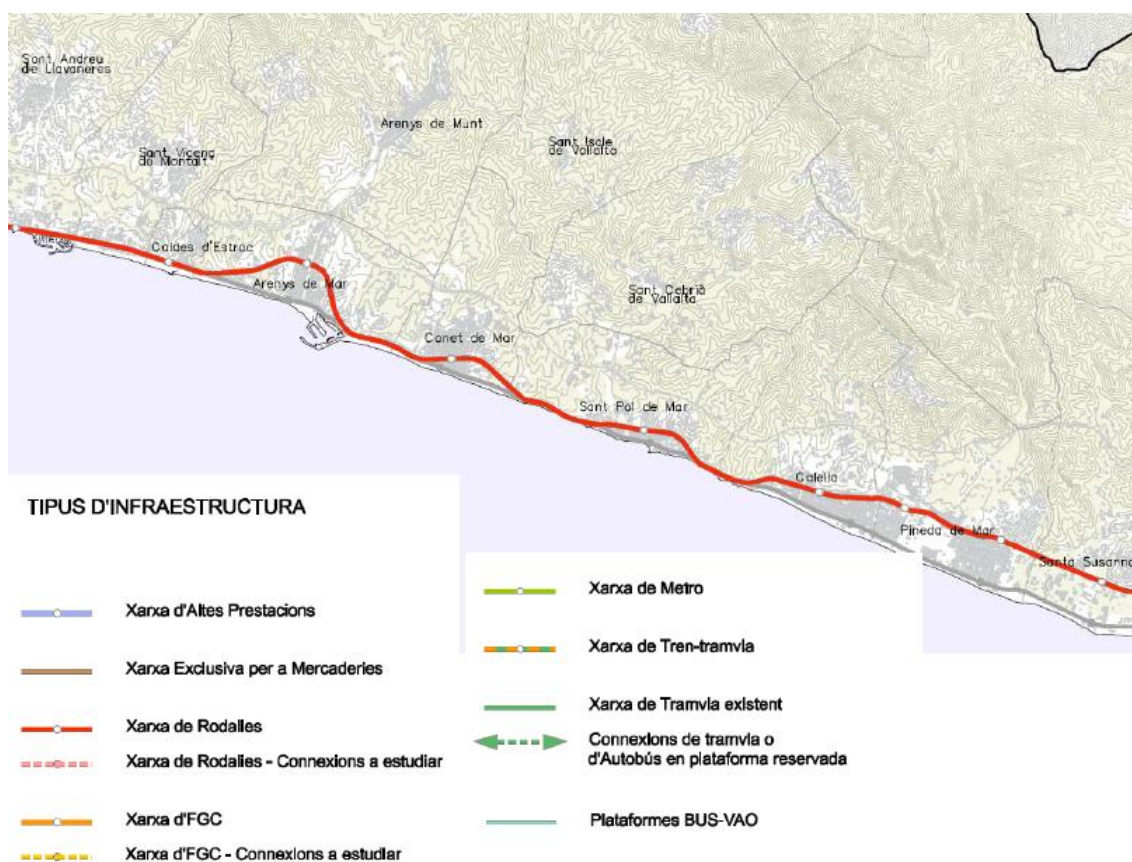 Sant Andreu
de Llavaneres
Arenys de Munt
Sant Vicenç
de Montalt
Sant Iscle
de Vallalta
Caldes d'Estrac
Arenys de Mar
Sant Cebrià
de Vallalta
Canet de Mar
Sant Pol de Mar
Calella
Pineda de Mar
Santa Susanna
TIPUS D'INFRAESTRUCTURA
Xarxa d'Altes Prestacions
Xarxa Exclusiva per a Mercaderies
Xarxa de Rodalies
Xarxa de Rodalies - Connexions a estudiar
Xarxa d'FGC
Xarxa d'FGC - Connexions a estudiar
Xarxa de Metro
Xarxa de Tren-tramvia
Xarxa de Tramvia existent
Connexions de tramvia o
d'Autobús en plataforma reservada
Plataformes BUS-VAO